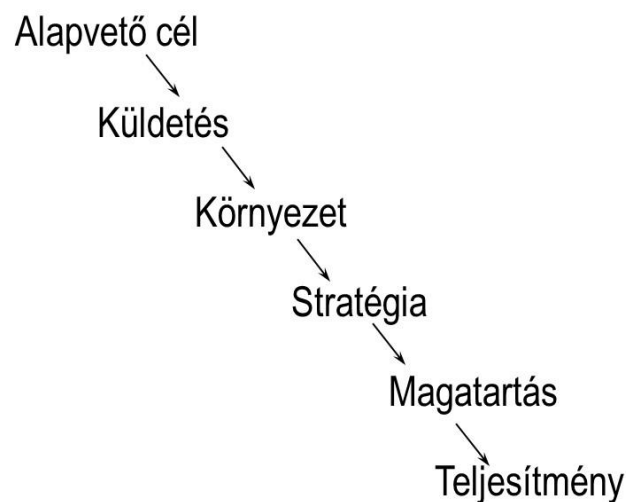 Alapvető cél
Küldetés
Környezet
Stratégia
Magatartás
Teljesítmény